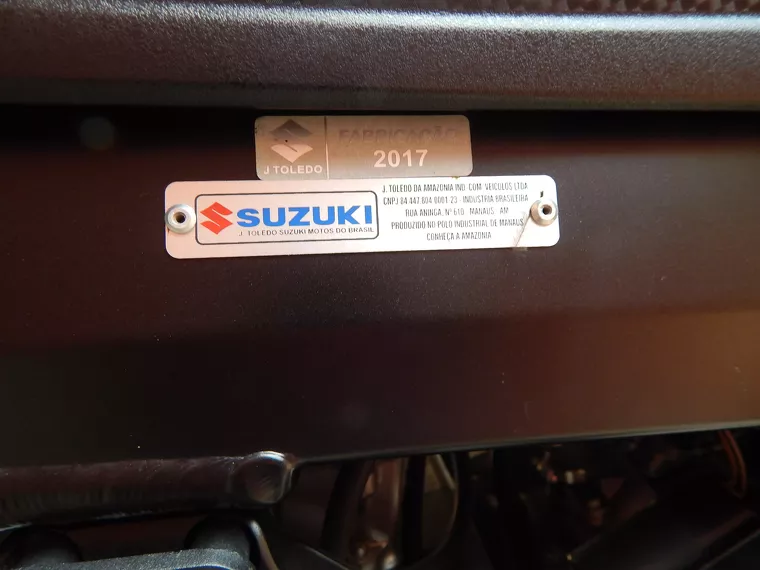 FABRICAÇÃO
J TOLEDO 2017
SUZUKI
J. TOLEDO SUZUKI MOTOS DO BRASIL
J. TOLEDO DA AMAZONIA IND. COM. VEICULOS LTDA
CNPJ 84 447 804 0001 23 - INDUSTRIA BRASILEIRA
RUA ANINGA, Nº 610 MANAUS - AM
PRODUZIDO NO POLO INDUSTRIAL DE MANAUS
CONHEÇA A AMAZONIA